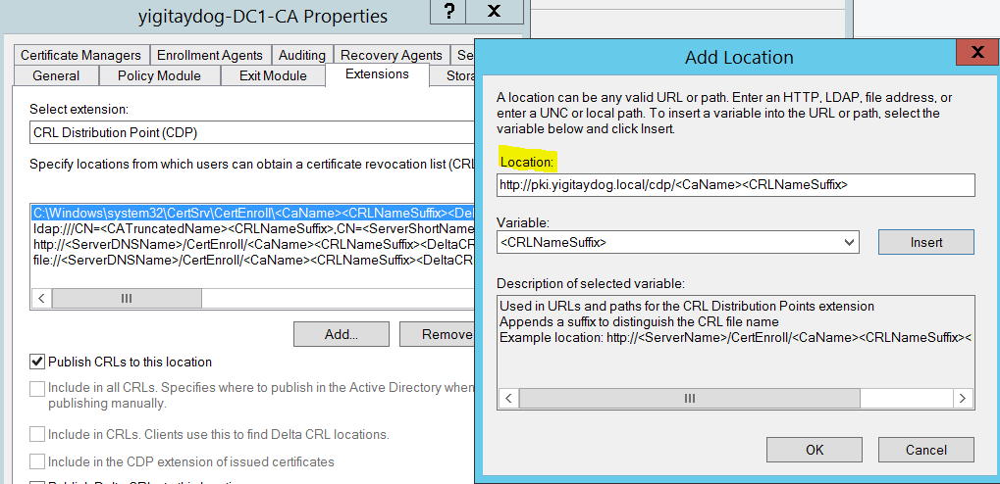 yigitaydog-DC1-CA Properties
?
X
Certificate Managers
Enrollment Agents
Auditing
Recovery Agents
General
Policy Module
Exit Module
Extensions
Select extension:
CRL Distribution Point (CDP)
Specify locations from which users can obtain a certificate revocation list (CRL
C:\Windows\system32\CertSrv\CertEnroll\<CaName><CRLNameSuffix><Del
ldap:///CN=<CATruncatedName><CRLNameSuffix>,CN=<ServerShortName
http://<ServerDNSName>/CertEnroll/<CaName><CRLNameSuffix><DeltaCRL
file://<ServerDNSName>/CertEnroll/<CaName><CRLNameSuffix><DeltaCRL
Add...
Remove
Publish CRLs to this location
Include in all CRLs. Specifies where to publish in the Active Directory when
publishing manually.
Include in CRLs. Clients use this to find Delta CRL locations.
Include in the CDP extension of issued certificates
Add Location
X
A location can be any valid URL or path. Enter an HTTP, LDAP, file address, or
enter a UNC or local path. To insert a variable into the URL or path, select the
variable below and click Insert.
Location:
http://pki.yigitaydog.local/cdp/<CaName><CRLNameSuffix>
Variable:
<CRLNameSuffix>
Insert
Description of selected variable:
Used in URLs and paths for the CRL Distribution Points extension
Appends a suffix to distinguish the CRL file name
Example location: http://<ServerName>/CertEnroll/<CaName><CRLNameSuffix><
OK
Cancel